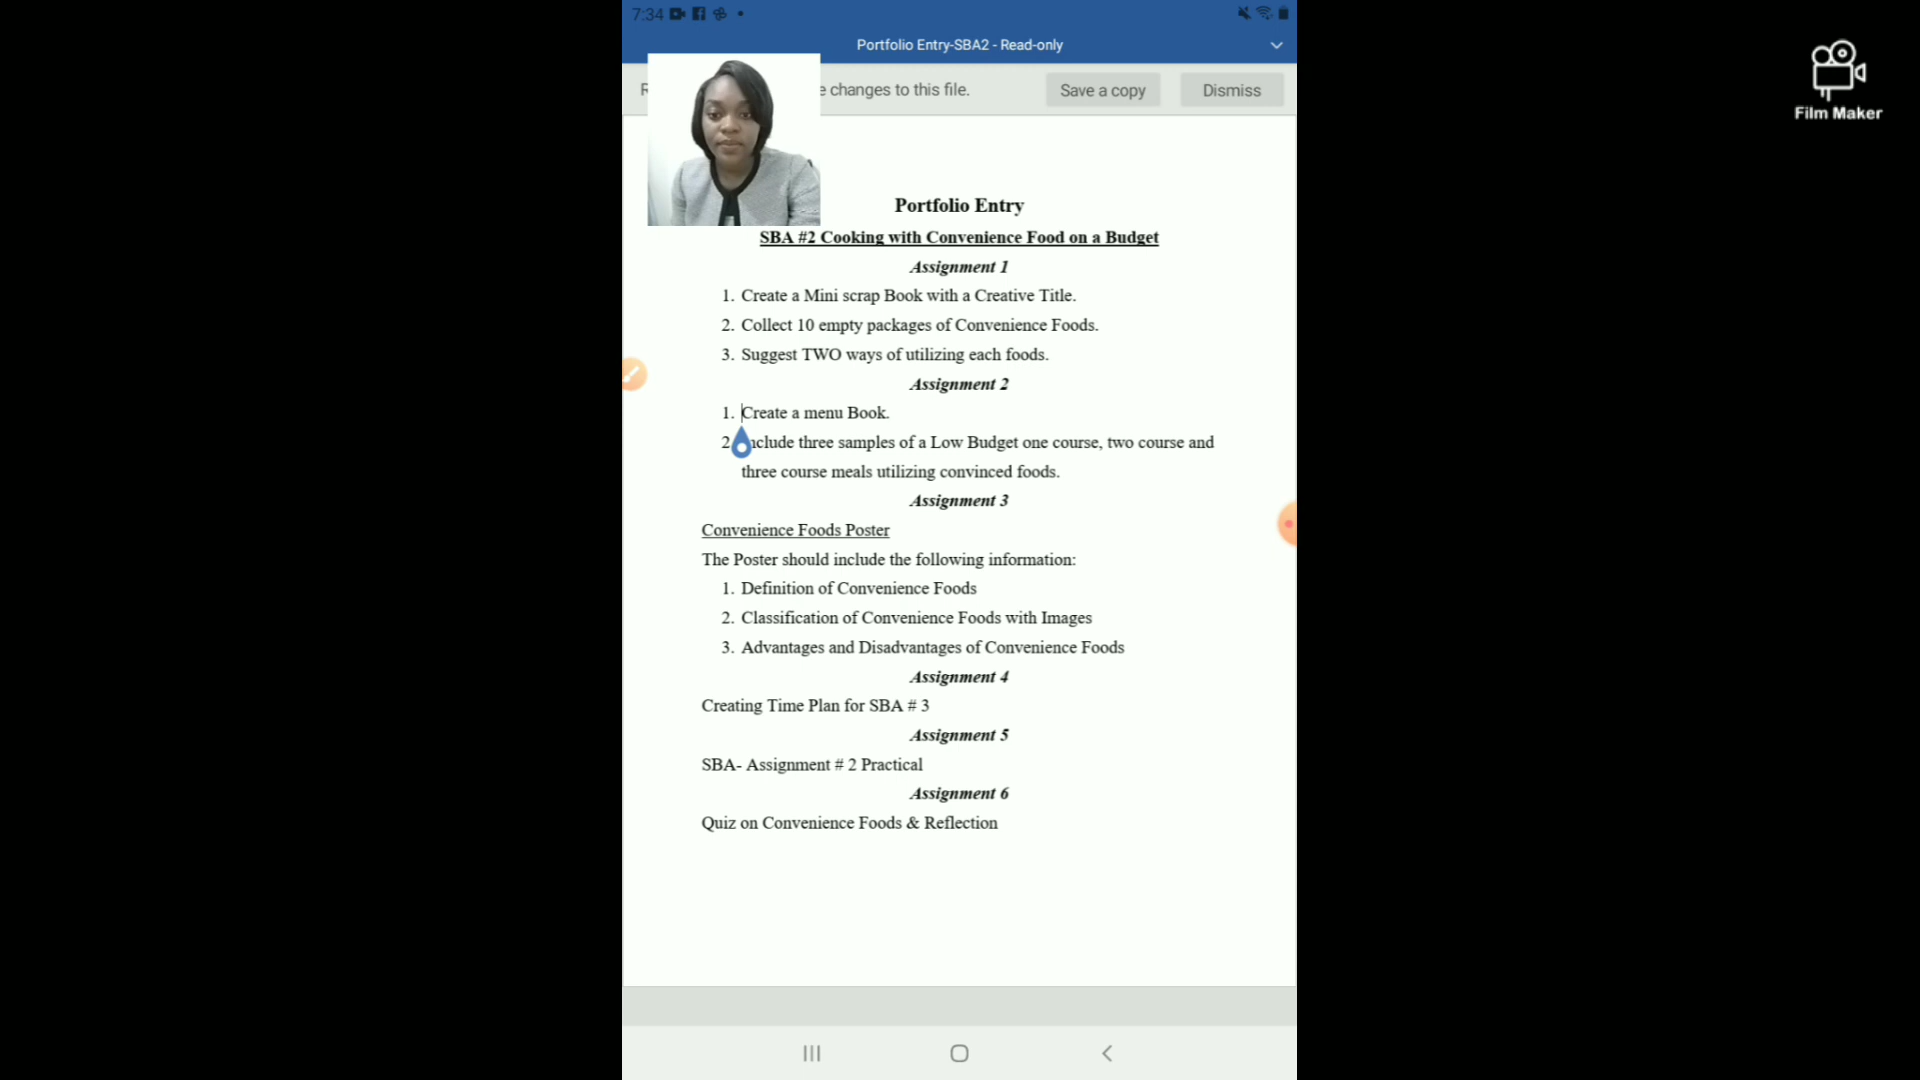 7:34
Portfolio Entry-SBA2 - Read-only
changes to this file.
Save a copy
Dismiss
Film Maker
Portfolio Entry
SBA #2 Cooking with Convenience Food on a Budget
Assignment 1
1. Create a Mini scrap Book with a Creative Title.
2. Collect 10 empty packages of Convenience Foods.
3. Suggest TWO ways of utilizing each foods.
Assignment 2
1. Create a menu Book.
2 nclude three samples of a Low Budget one course, two course and
three course meals utilizing convinced foods.
Assignment 3
Convenience Foods Poster
The Poster should include the following information:
1. Definition of Convenience Foods
2. Classification of Convenience Foods with Images
3. Advantages and Disadvantages of Convenience Foods
Assignment 4
Creating Time Plan for SBA # 3
Assignment 5
SBA- Assignment # 2 Practical
Assignment 6
Quiz on Convenience Foods & Reflection